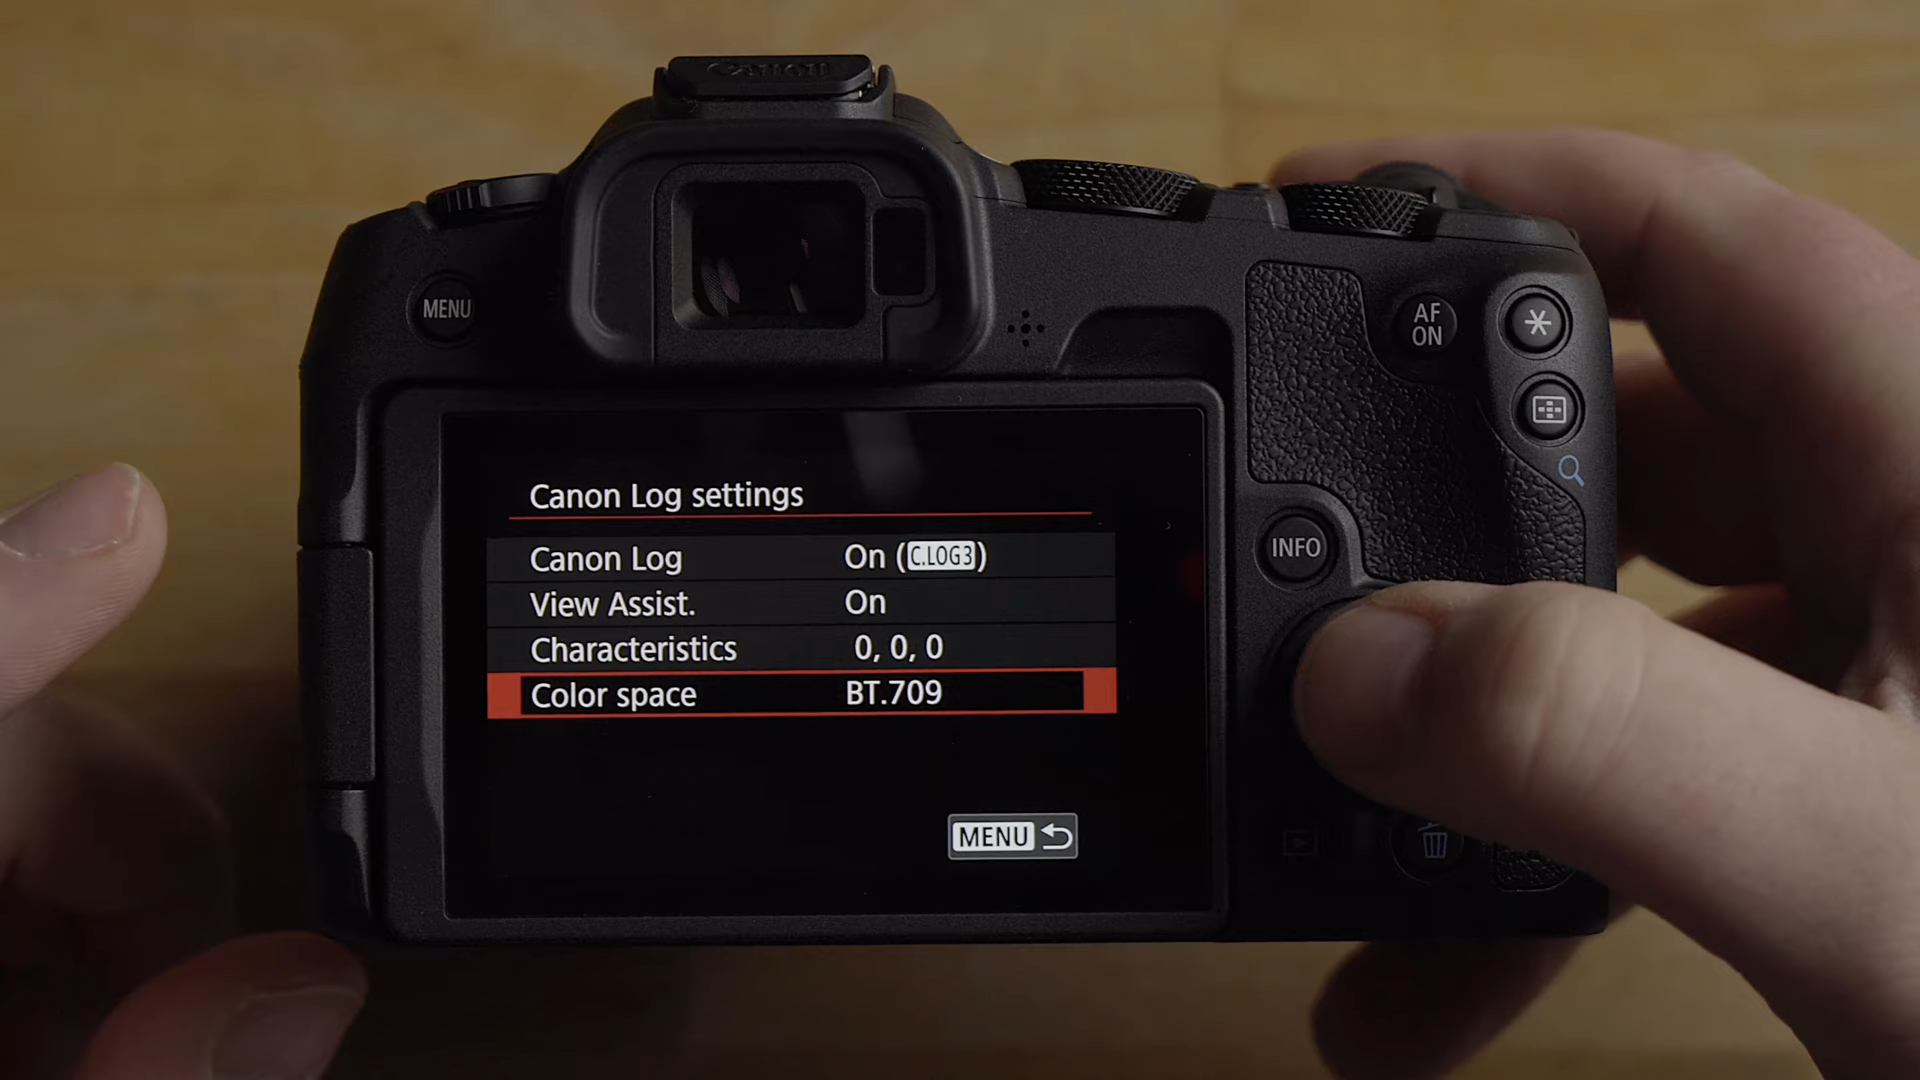 Canon
MENU
AF
ON
Canon Log settings
Canon Log On (C.LOG3)
View Assist. On
Characteristics 0, 0, 0
Color space BT.709
INFO
MENU